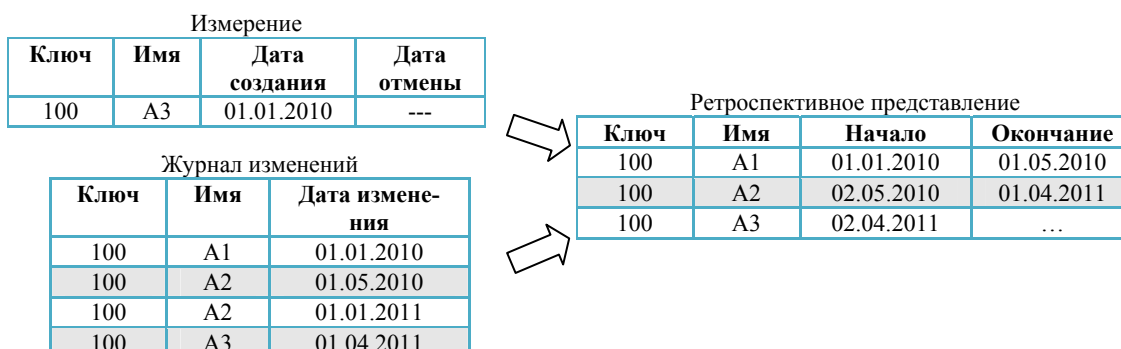 Измерение
Ключ Имя Дата создания Дата отмены
100 А3 01.01.2010 ---
Журнал изменений
Ключ Имя Дата измене-
ния
100 А1 01.01.2010
100 А2 01.05.2010
100 А2 01.01.2011
100 А3 01.04.2011
Ретроспективное представление
Ключ Имя Начало Окончание
100 А1 01.01.2010 01.05.2010
100 А2 02.05.2010 01.04.2011
100 А3 02.04.2011 …